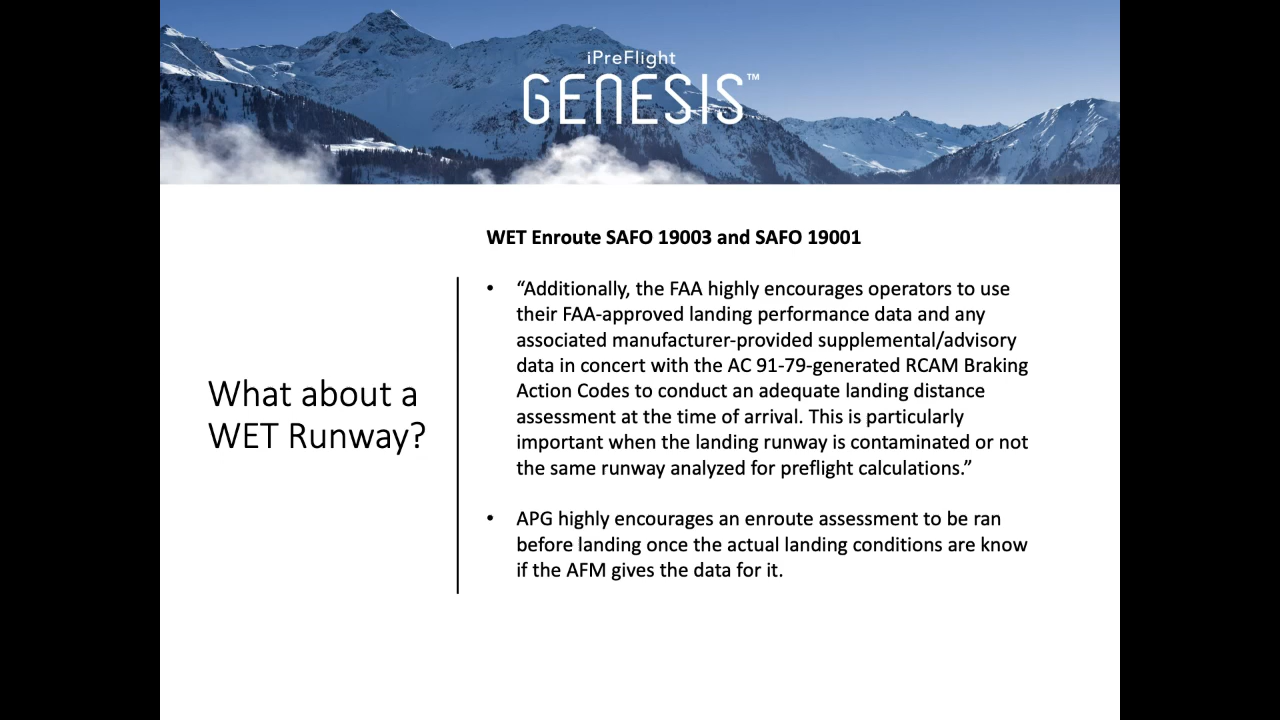 iPreFlight
GENESIS™
WET Enroute SAFO 19003 and SAFO 19001
What about a
WET Runway?
• “Additionally, the FAA highly encourages operators to use
their FAA-approved landing performance data and any
associated manufacturer-provided supplemental/advisory
data in concert with the AC 91-79-generated RCAM Braking
Action Codes to conduct an adequate landing distance
assessment at the time of arrival. This is particularly
important when the landing runway is contaminated or not
the same runway analyzed for preflight calculations.”
• APG highly encourages an enroute assessment to be ran
before landing once the actual landing conditions are know
if the AFM gives the data for it.